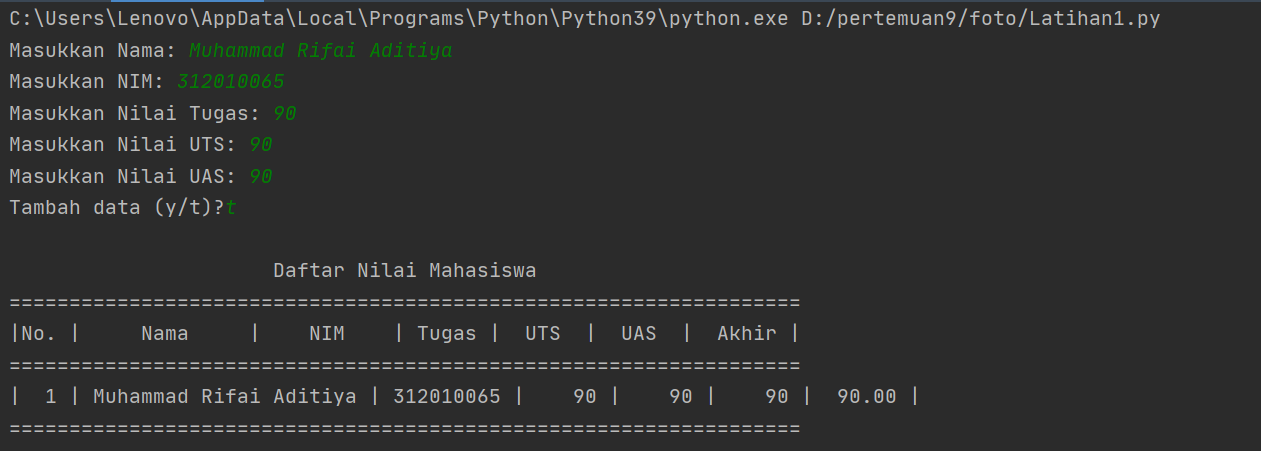 C:\Users\Lenovo\AppData\Local\Programs\Python\Python39\python.exe D:/pertemuan9/foto/Latihan1.py
Masukkan Nama: Muhammad Rifai Aditiya
Masukkan NIM: 312010065
Masukkan Nilai Tugas: 90
Masukkan Nilai UTS: 90
Masukkan Nilai UAS: 90
Tambah data (y/t)?t
                      Daftar Nilai Mahasiswa
==================================================================
|No. |     Nama     |    NIM    | Tugas |  UTS  |  UAS  |  Akhir |
==================================================================
|  1 | Muhammad Rifai Aditiya | 312010065 |    90 |    90 |    90 |  90.00 |
==================================================================